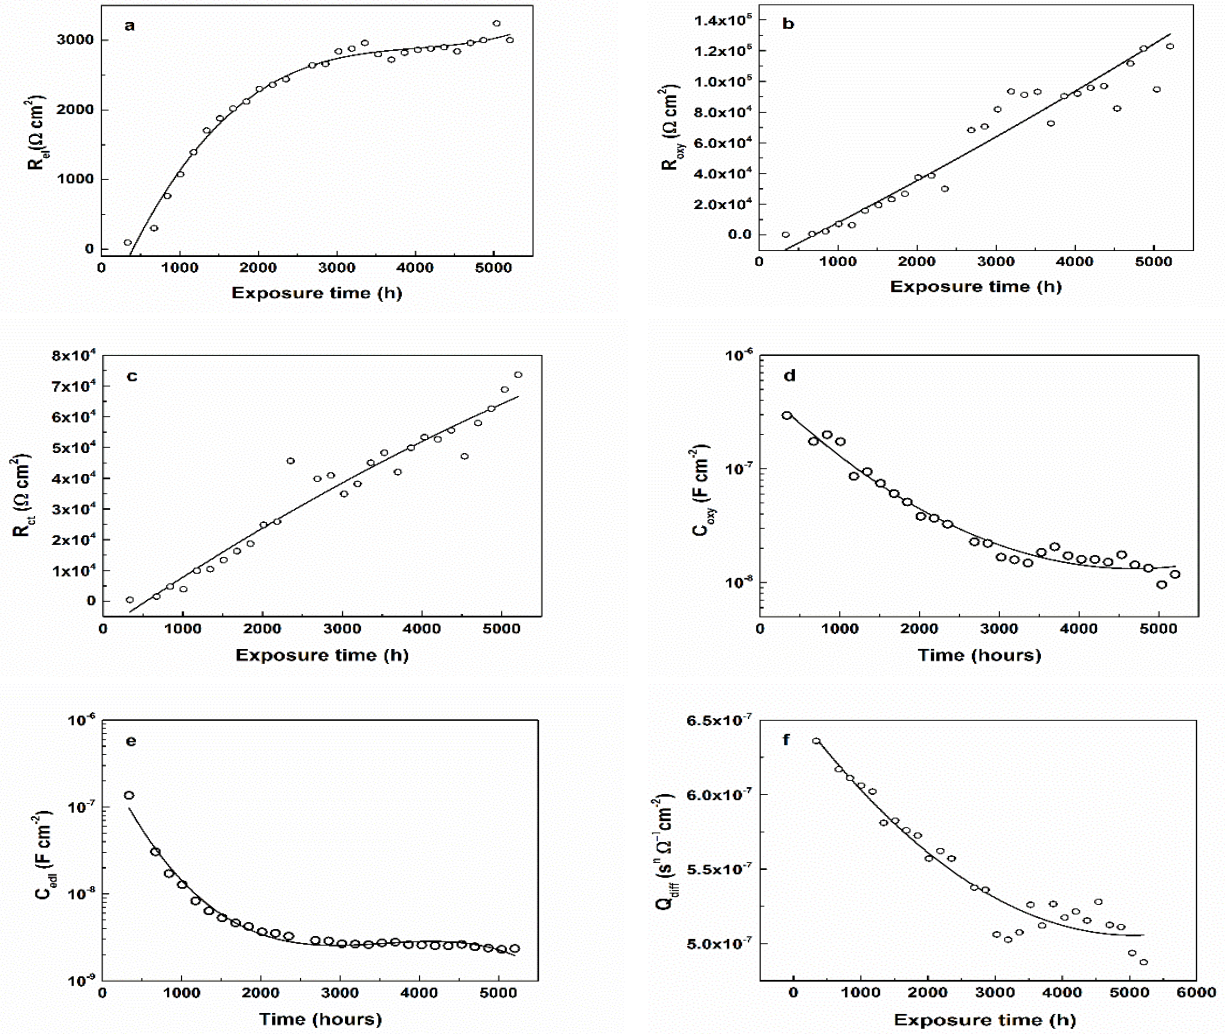 a
3000
2000
1000
0
R_el(Ω cm²)
0 1000 2000 3000 4000 5000
Exposure time (h)
b
1.4x10⁵
1.2x10⁵
1.0x10⁵
8.0x10⁴
6.0x10⁴
4.0x10⁴
2.0x10⁴
0.0
R_oxy (Ω cm²)
0 1000 2000 3000 4000 5000
Exposure time (h)
c
8x10⁴
7x10⁴
6x10⁴
5x10⁴
4x10⁴
3x10⁴
2x10⁴
1x10⁴
0
R_ct (Ω cm²)
0 1000 2000 3000 4000 5000
Exposure time (h)
d
10⁻⁶
10⁻⁷
10⁻⁸
C_oxy (F cm⁻²)
0 1000 2000 3000 4000 5000
Time (hours)
e
10⁻⁶
10⁻⁷
10⁻⁸
10⁻⁹
C_edl (F cm⁻²)
0 1000 2000 3000 4000 5000
Time (hours)
f
6.5x10⁻⁷
6.0x10⁻⁷
5.5x10⁻⁷
5.0x10⁻⁷
Q_diff (sⁿ Ω⁻¹cm⁻²)
0 1000 2000 3000 4000 5000 6000
Exposure time (h)